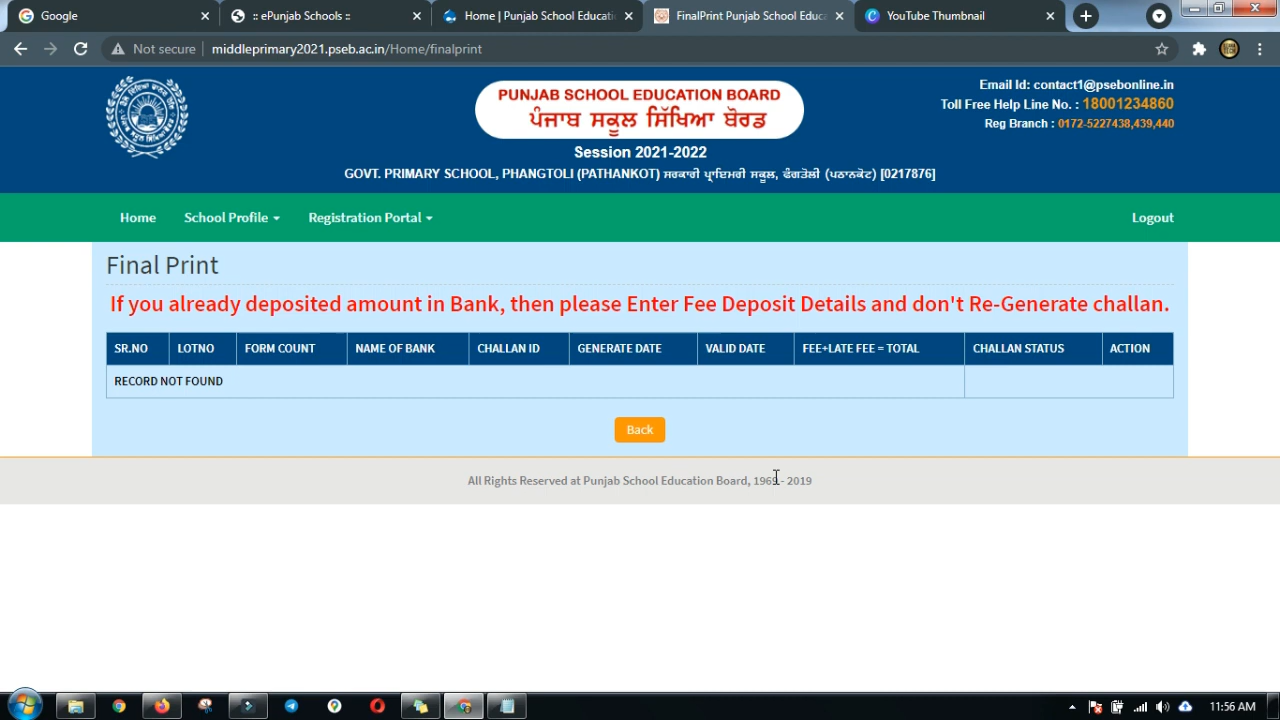 Google
:: ePunjab Schools ::
Home | Punjab School Educati
FinalPrint Punjab School Educa
YouTube Thumbnail
Not secure
middleprimary2021.pseb.ac.in/Home/finalprint
PUNJAB SCHOOL EDUCATION BOARD
ਪੰਜਾਬ ਸਕੂਲ ਸਿੱਖਿਆ ਬੋਰਡ
Session 2021-2022
GOVT. PRIMARY SCHOOL, PHANGTOLI (PATHANKOT) ਸਰਕਾਰੀ ਪ੍ਰਾਇਮਰੀ ਸਕੂਲ, ਫੰਗਤੋਲੀ (ਪਠਾਨਕੋਟ) [0217876]
Email Id: contact1@psebonline.in
Toll Free Help Line No. : 18001234860
Reg Branch : 0172-5227438,439,440
Home School Profile Registration Portal Logout
Final Print
If you already deposited amount in Bank, then please Enter Fee Deposit Details and don't Re-Generate challan.
SR.NO LOTNO FORM COUNT NAME OF BANK CHALLAN ID GENERATE DATE VALID DATE FEE+LATE FEE = TOTAL CHALLAN STATUS ACTION
RECORD NOT FOUND
Back
All Rights Reserved at Punjab School Education Board, 1969 - 2019
11:56 AM